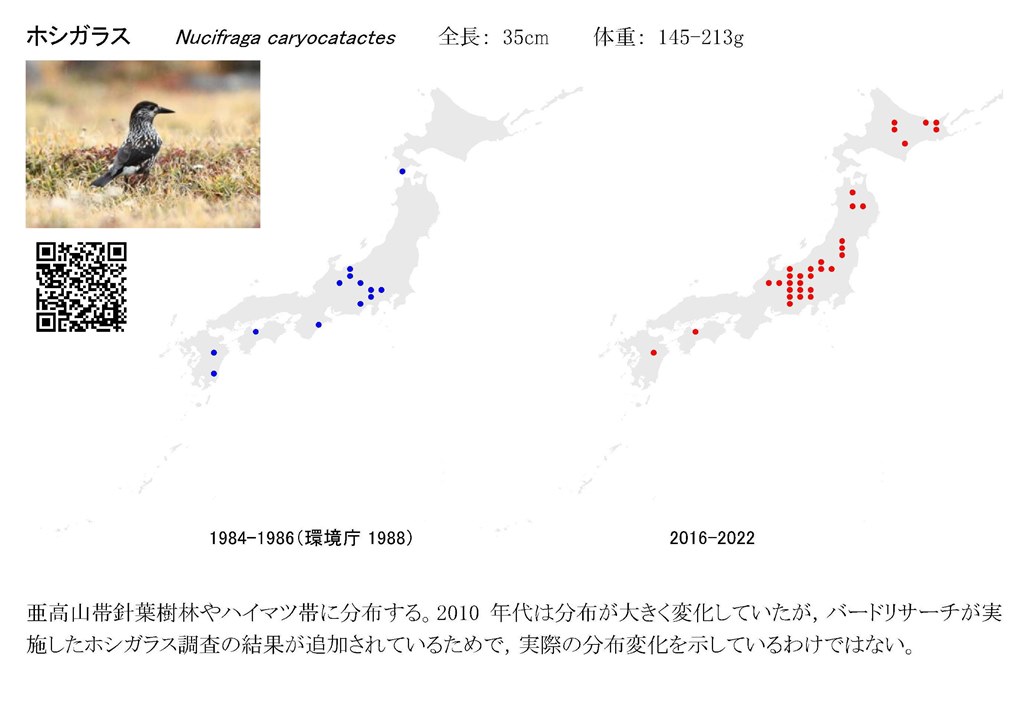 ホシガラス Nucifraga caryocatactes 全長: 35cm 体重: 145-213g
1984-1986(環境庁 1988) 2016-2022
亜高山帯針葉樹林やハイマツ帯に分布する。2010 年代は分布が大きく変化していたが, バードリサーチが実
施したホシガラス調査の結果が追加されているためで, 実際の分布変化を示しているわけではない。